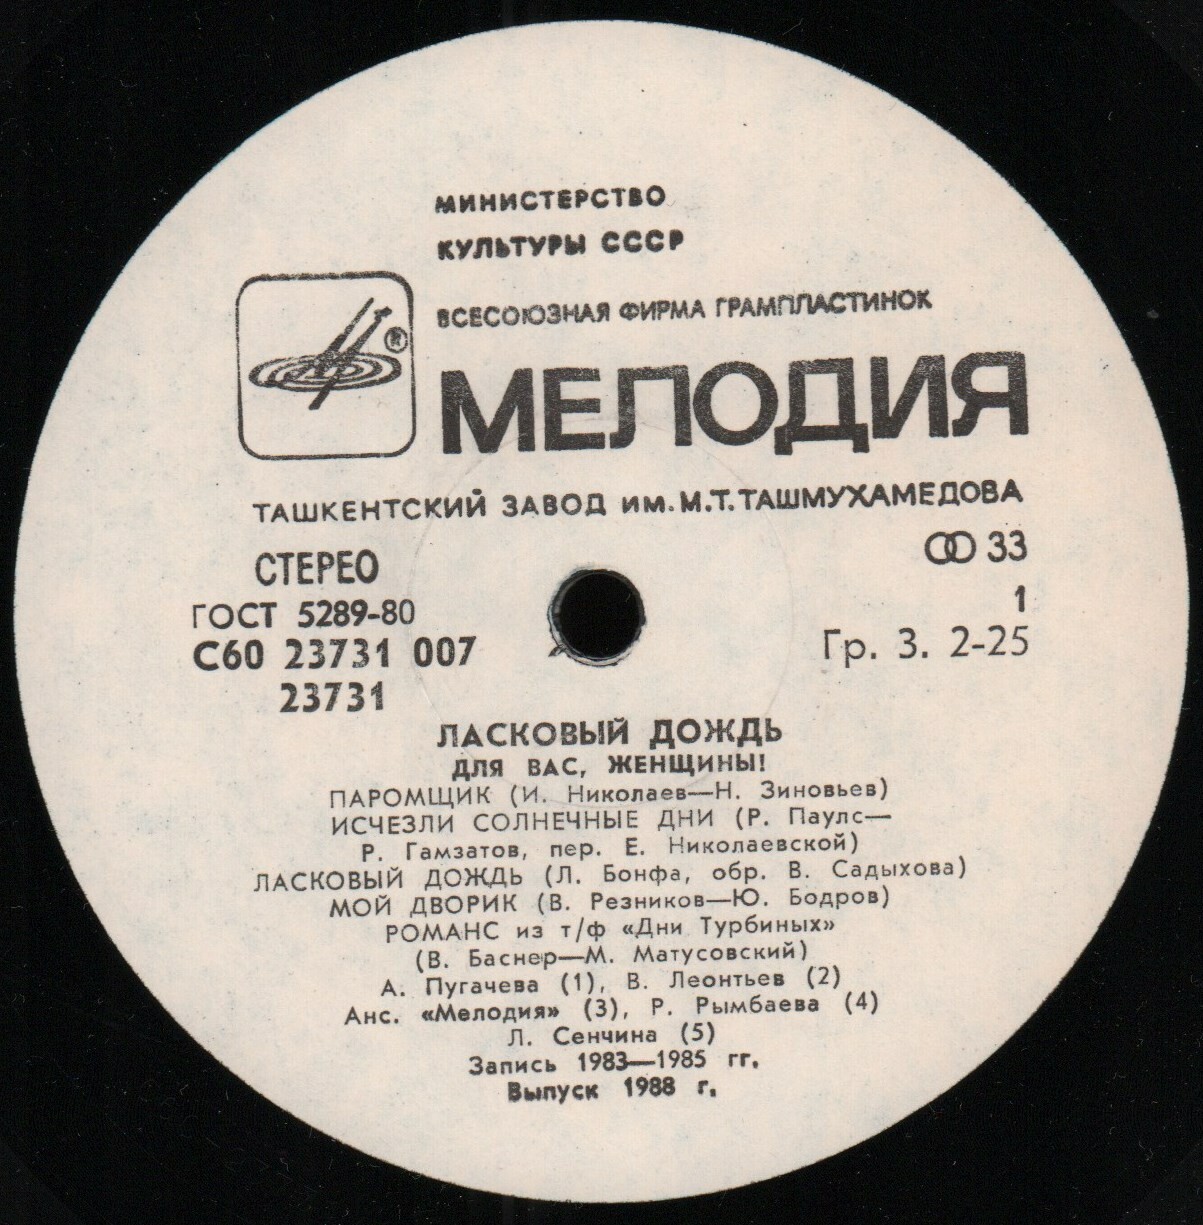 МИНИСТЕРСТВО
КУЛЬТУРЫ СССР
ВСЕСОЮЗНАЯ ФИРМА ГРАМПЛАСТИНОК
®
МЕЛОДИЯ
ТАШКЕНТСКИЙ ЗАВОД ИМ. М.Т. ТАШМУХАМЕДОВА
СТЕРЕО
33
ГОСТ 5289-80
1
С60 23731 007
Гр. 3. 2-25
23731
ЛАСКОВЫЙ ДОЖДЬ
ДЛЯ ВАС, ЖЕНЩИНЫ!
ПАРОМЩИК (И. Николаев—Н. Зиновьев)
ИСЧЕЗЛИ СОЛНЕЧНЫЕ ДНИ (Р. Паулс—
Р. Гамзатов, пер. Е. Николаевской)
ЛАСКОВЫЙ ДОЖДЬ (Л. Бонфа, обр. В. Садыхова)
МОЙ ДВОРИК (В. Резников—Ю. Бодров)
РОМАНС из т/ф «Дни Турбиных»
(В. Баснер—М. Матусовский)
А. Пугачева (1), В. Леонтьев (2)
Анс. «Мелодия» (3), Р. Рымбаева (4)
Л. Сенчина (5)
Запись 1983—1985 гг.
Выпуск 1988 г.